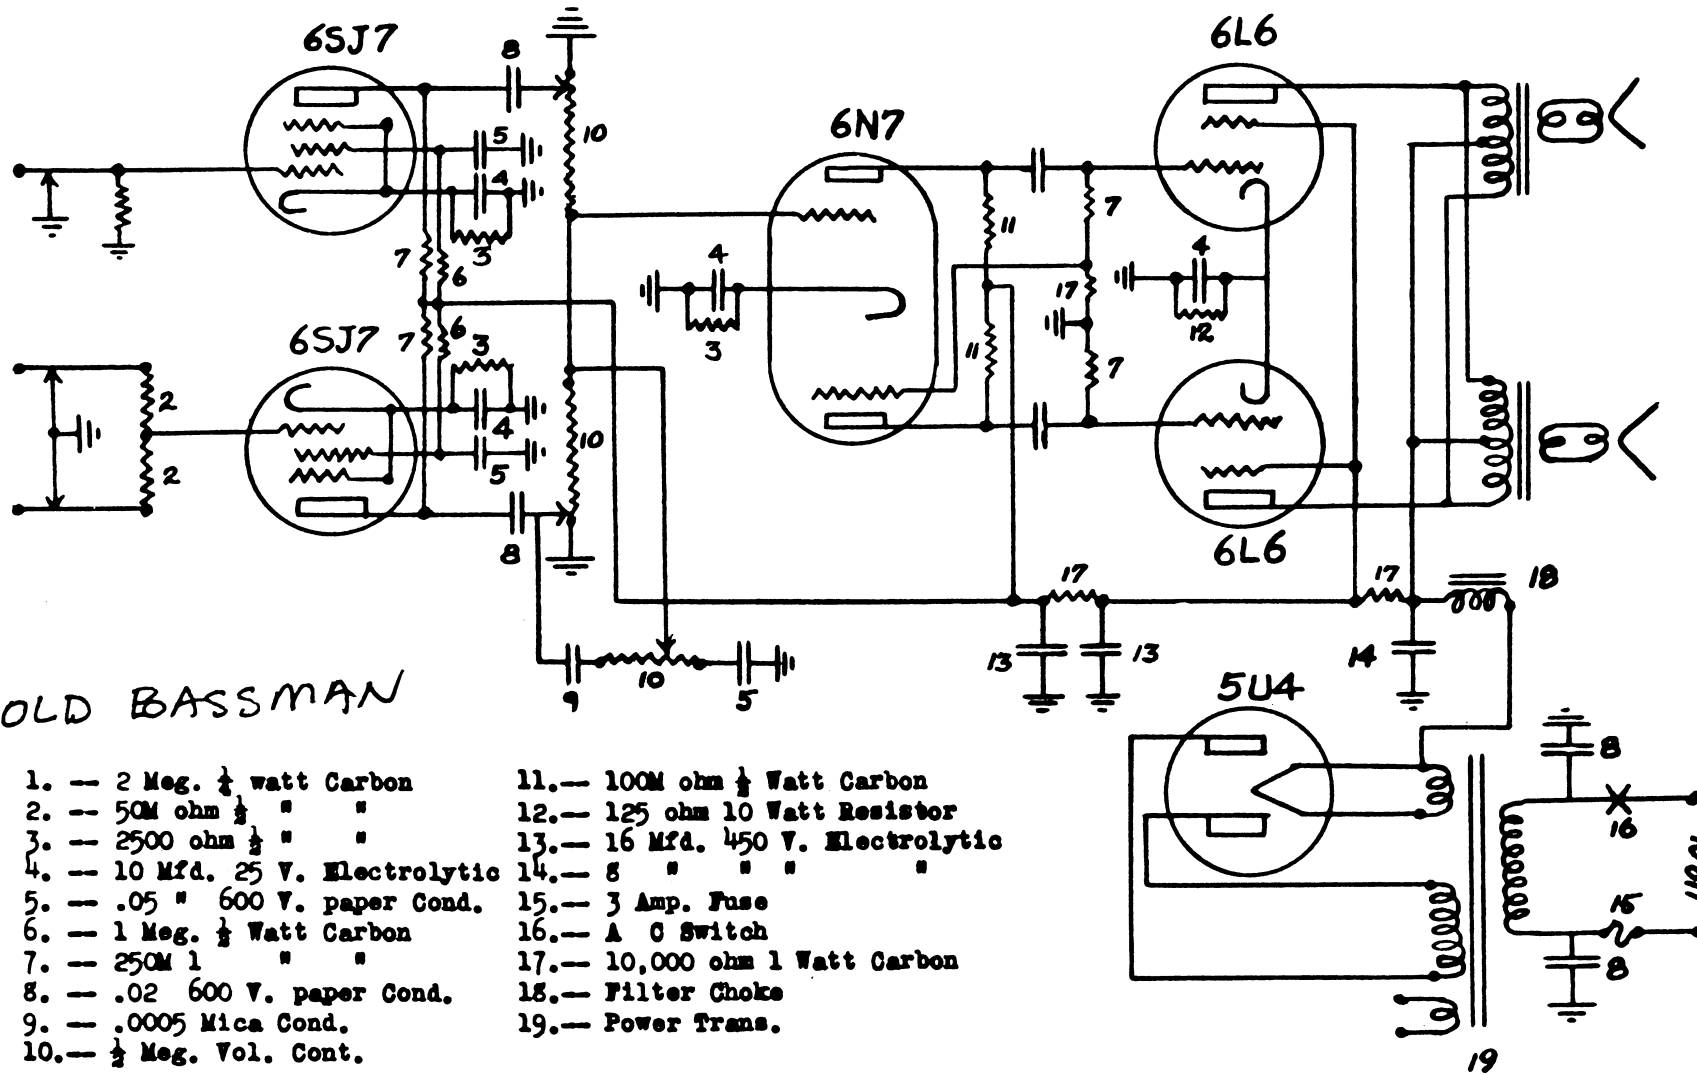 6SJ7
8
6L6
5
10
6N7
4
3
7
6
11
7
4
17
12
4
3
7
6
6SJ7
3
11
7
2
4
10
2
5
8
6L6
17
17
18
13
13
14
9
10
5
5U4
OLD BASSMAN
8
16
15
8
19
1. -- 2 Meg. ½ watt Carbon
2. -- 50M ohm ½ " "
3. -- 2500 ohm ½ " "
4. -- 10 Mfd. 25 V. Electrolytic
5. -- .05 " 600 V. paper Cond.
6. -- 1 Meg. ½ Watt Carbon
7. -- 250M 1 " "
8. -- .02 600 V. paper Cond.
9. -- .0005 Mica Cond.
10.-- ½ Meg. Vol. Cont.
11.-- 100M ohm ½ Watt Carbon
12.-- 125 ohm 10 Watt Resistor
13.-- 16 Mfd. 450 V. Electrolytic
14.-- 8 " " " "
15.-- 3 Amp. Fuse
16.-- A C Switch
17.-- 10,000 ohm 1 Watt Carbon
18.-- Filter Choke
19.-- Power Trans.